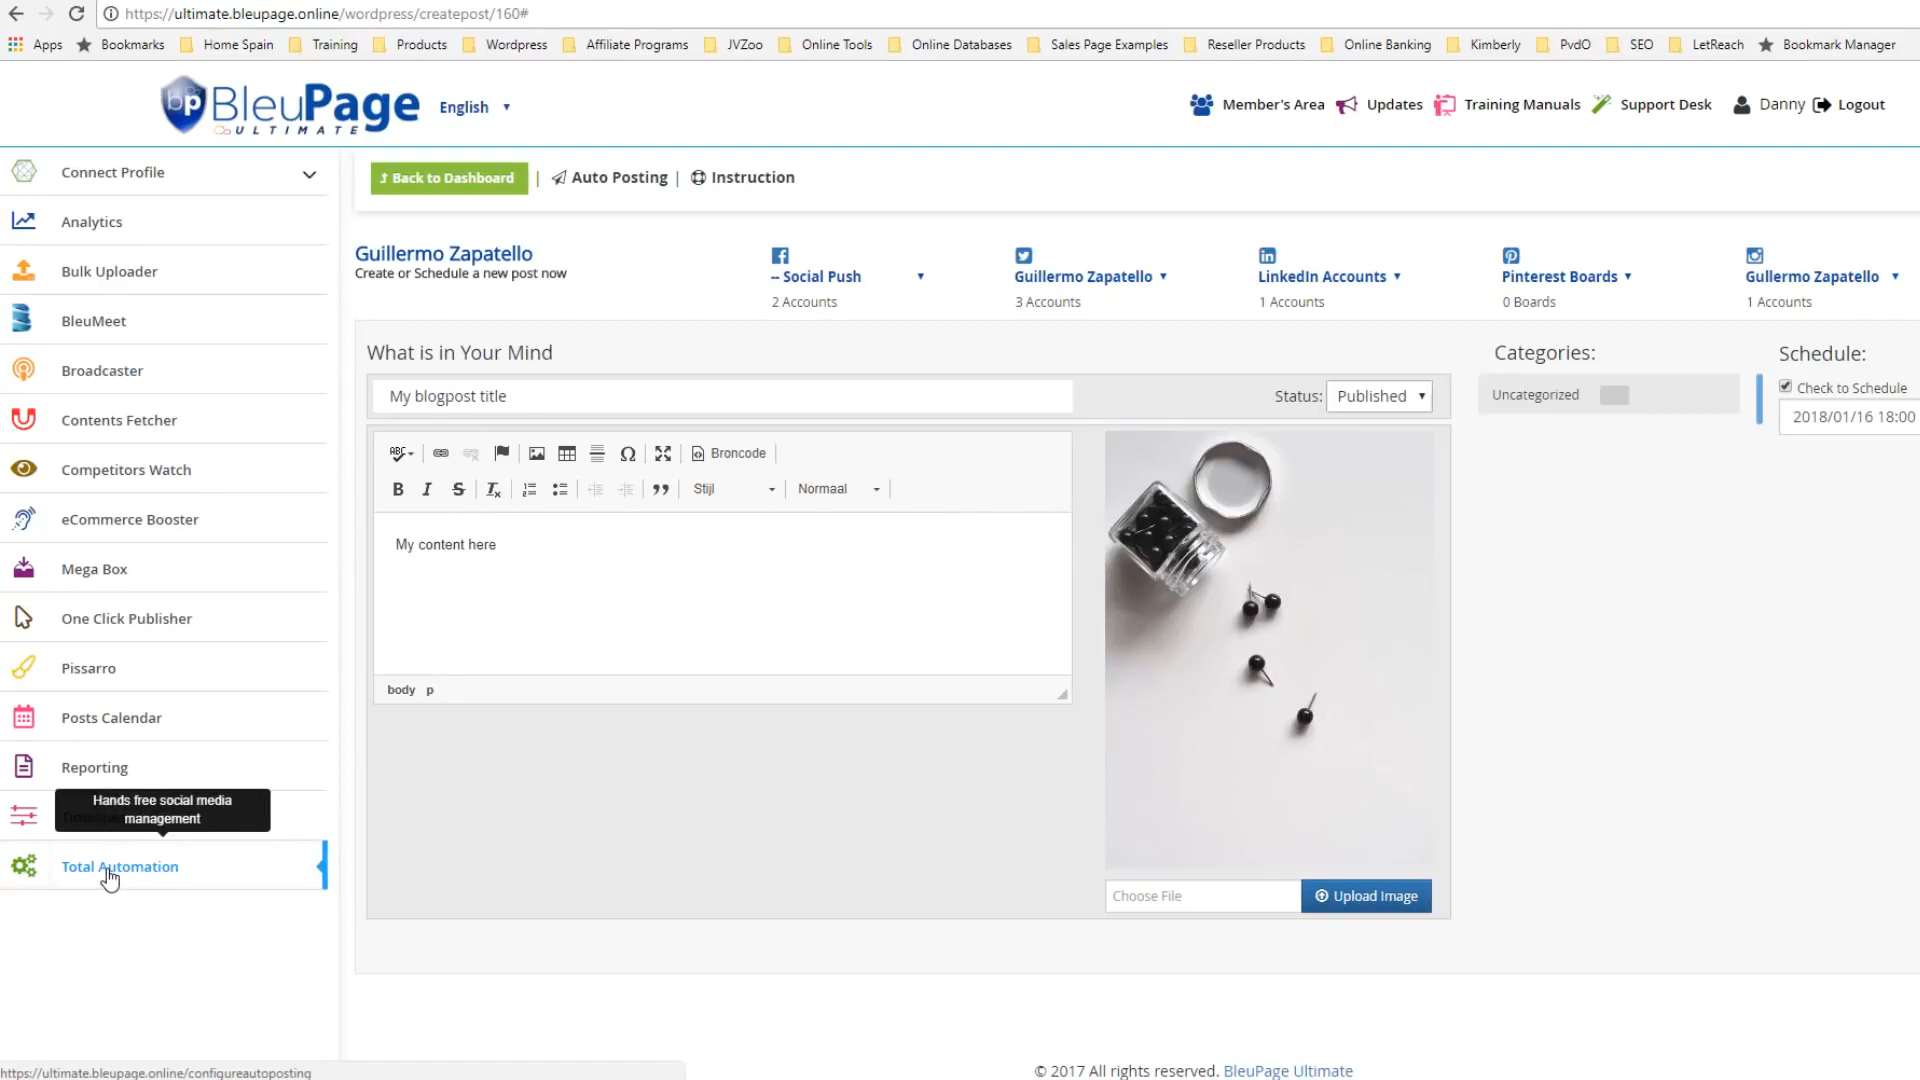 https://ultimate.bleupage.online/wordpress/createpost/160#
Apps Bookmarks Home Spain Training Products Wordpress Affiliate Programs JVZoo Online Tools Online Databases Sales Page Examples Reseller Products Online Banking Kimberly PvdO SEO LetReach Bookmark Manager
bp BleuPage
ULTIMATE
English
Member's Area Updates Training Manuals Support Desk Danny Logout
Connect Profile
Analytics
Bulk Uploader
BleuMeet
Broadcaster
Contents Fetcher
Competitors Watch
eCommerce Booster
Mega Box
One Click Publisher
Pissarro
Posts Calendar
Reporting
Hands free social media
management
Total Automation
Back to Dashboard | Auto Posting | Instruction
Guillermo Zapatello
Create or Schedule a new post now
-- Social Push
2 Accounts
Guillermo Zapatello
3 Accounts
LinkedIn Accounts
1 Accounts
Pinterest Boards
0 Boards
Gullermo Zapatello
1 Accounts
What is in Your Mind
My blogpost title
Status: Published
ABC Broncode
B I S Tx Stijl Normaal
My content here
body p
Choose File Upload Image
Categories:
Uncategorized
Schedule:
Check to Schedule
2018/01/16 18:00
© 2017 All rights reserved. BleuPage Ultimate
https://ultimate.bleupage.online/configureautoposting